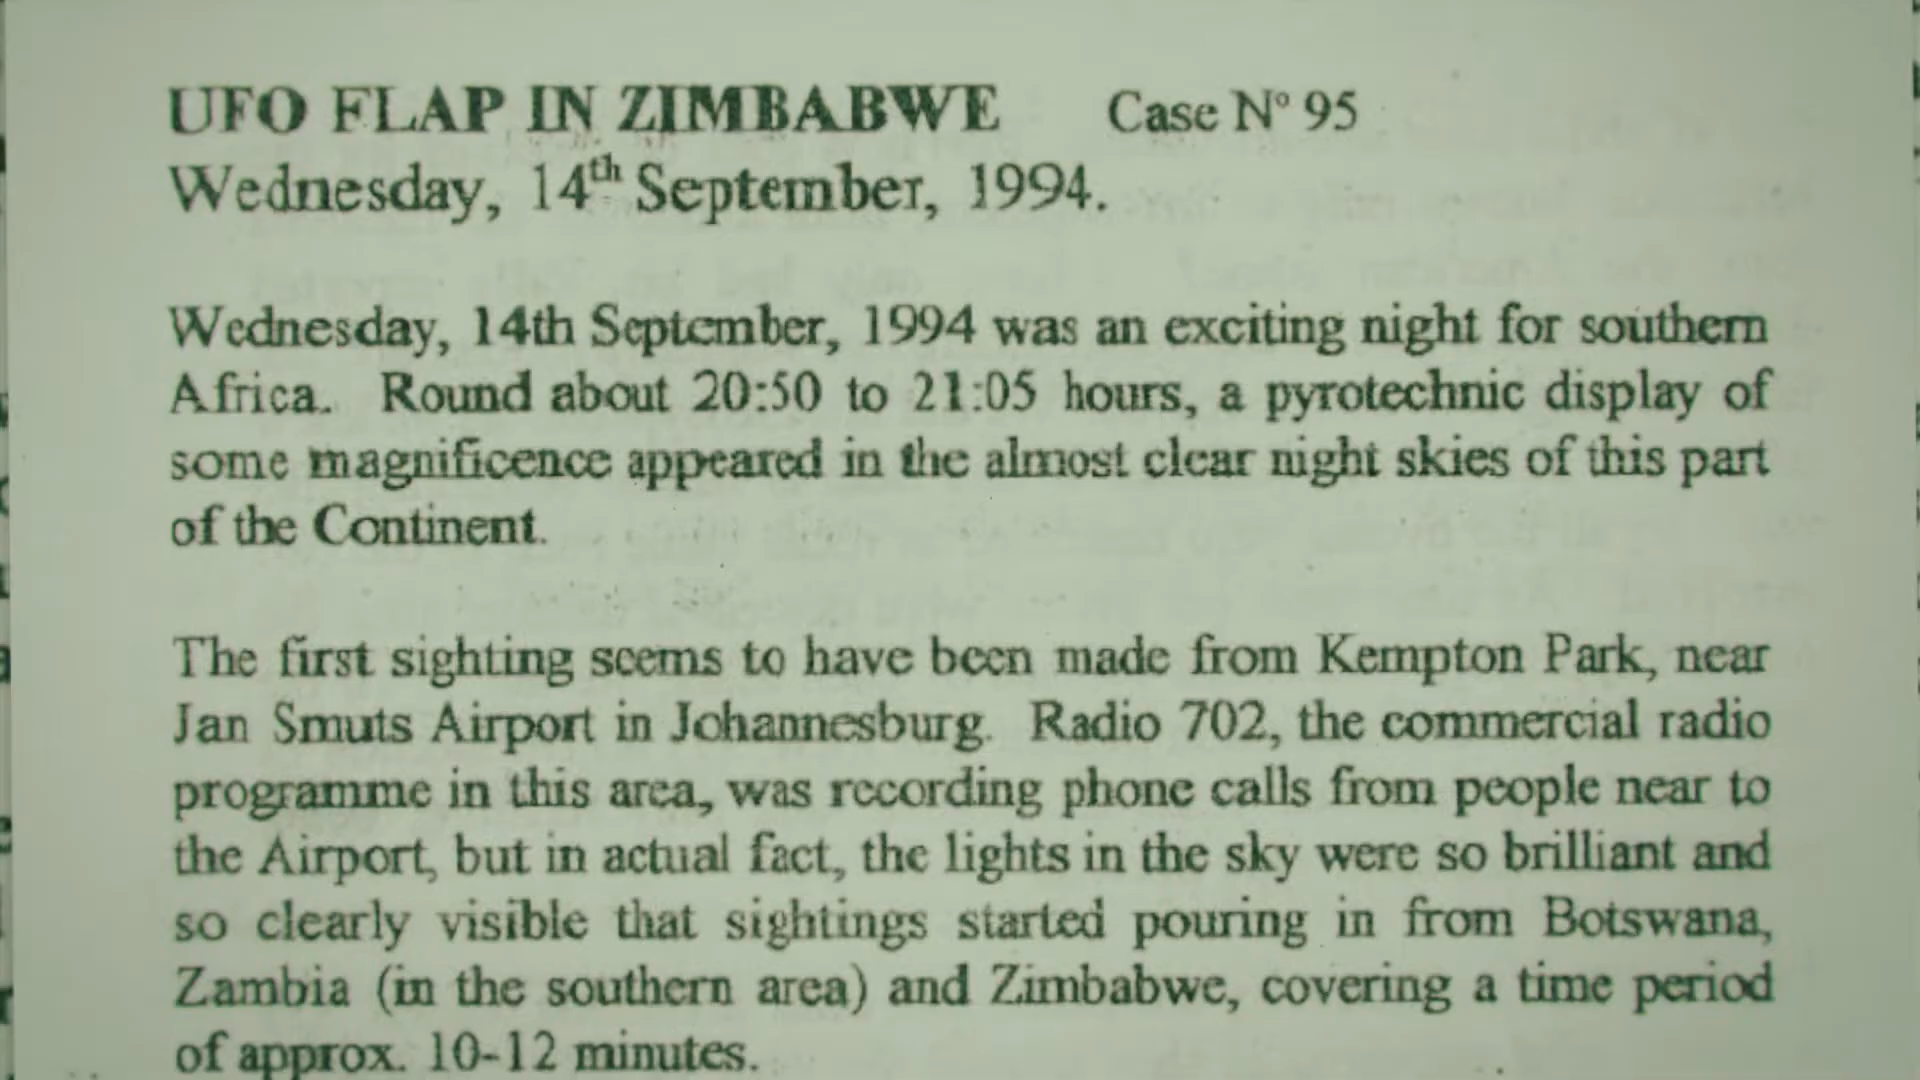 UFO FLAP IN ZIMBABWE Case Nº 95
Wednesday, 14th September, 1994.
Wednesday, 14th September, 1994 was an exciting night for southern
Africa. Round about 20:50 to 21:05 hours, a pyrotechnic display of
some magnificence appeared in the almost clear night skies of this part
of the Continent.
The first sighting seems to have been made from Kempton Park, near
Jan Smuts Airport in Johannesburg. Radio 702, the commercial radio
programme in this area, was recording phone calls from people near to
the Airport, but in actual fact, the lights in the sky were so brilliant and
so clearly visible that sightings started pouring in from Botswana,
Zambia (in the southern area) and Zimbabwe, covering a time period
of approx. 10-12 minutes.